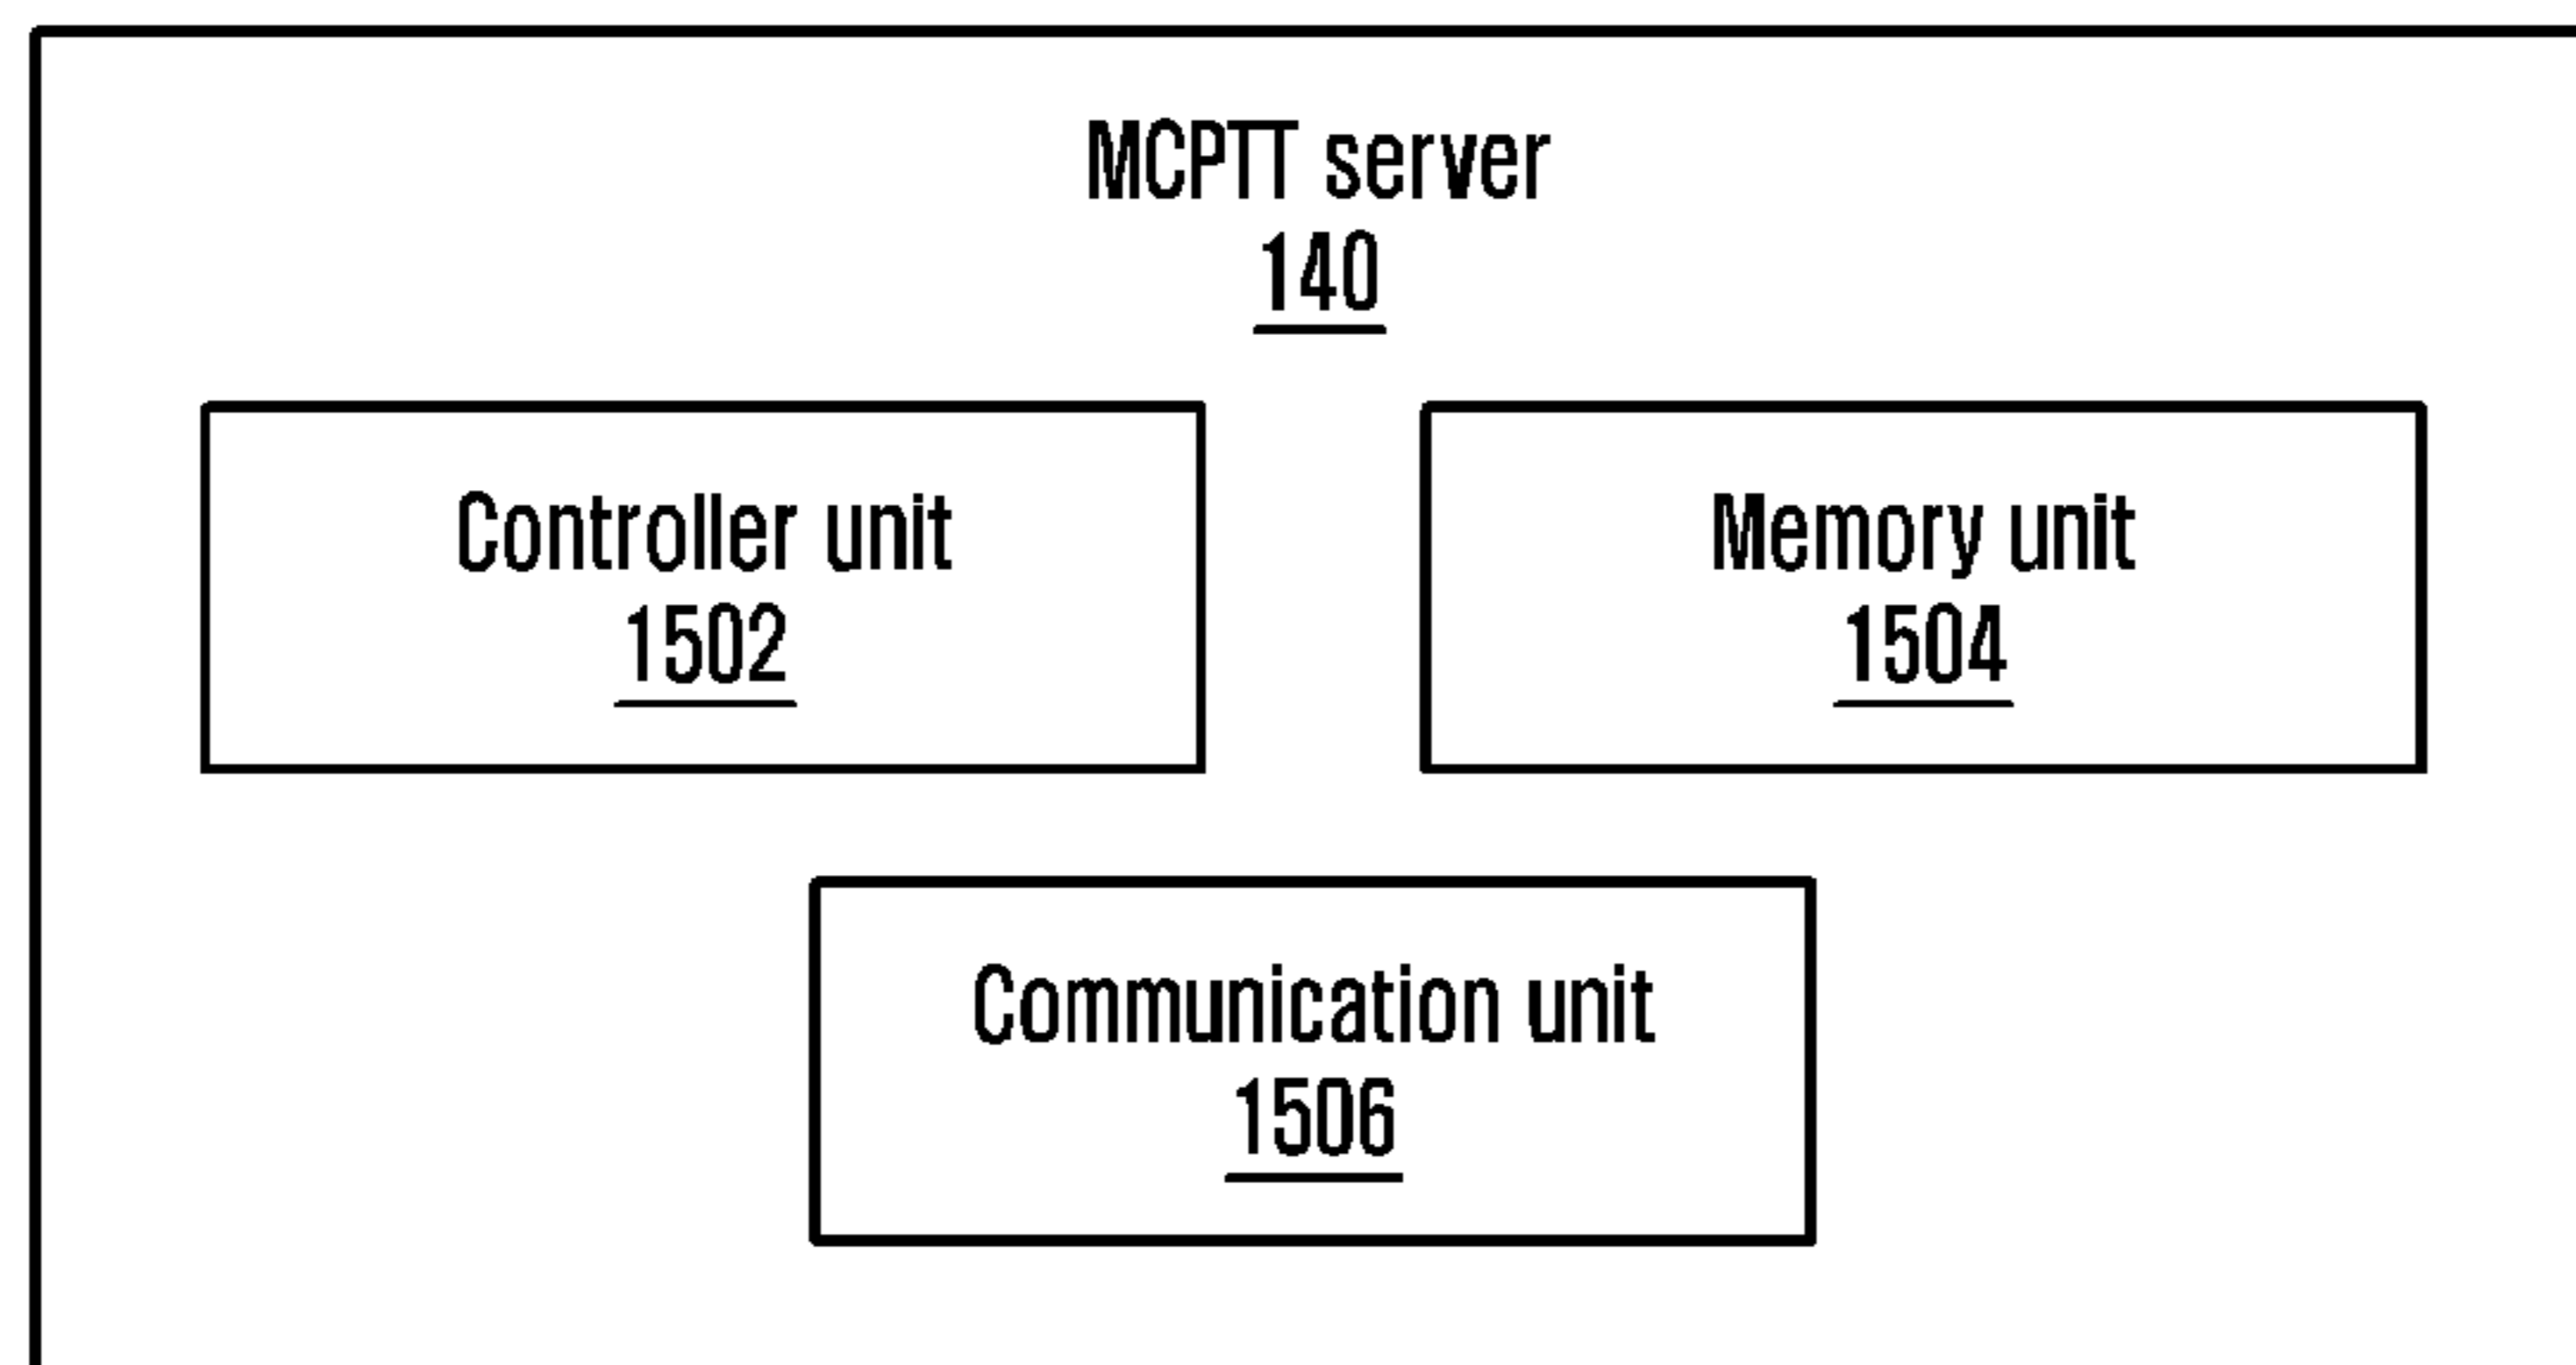 MCPTT server
140
Controller unit
1502
Memory unit
1504
Communication unit
1506